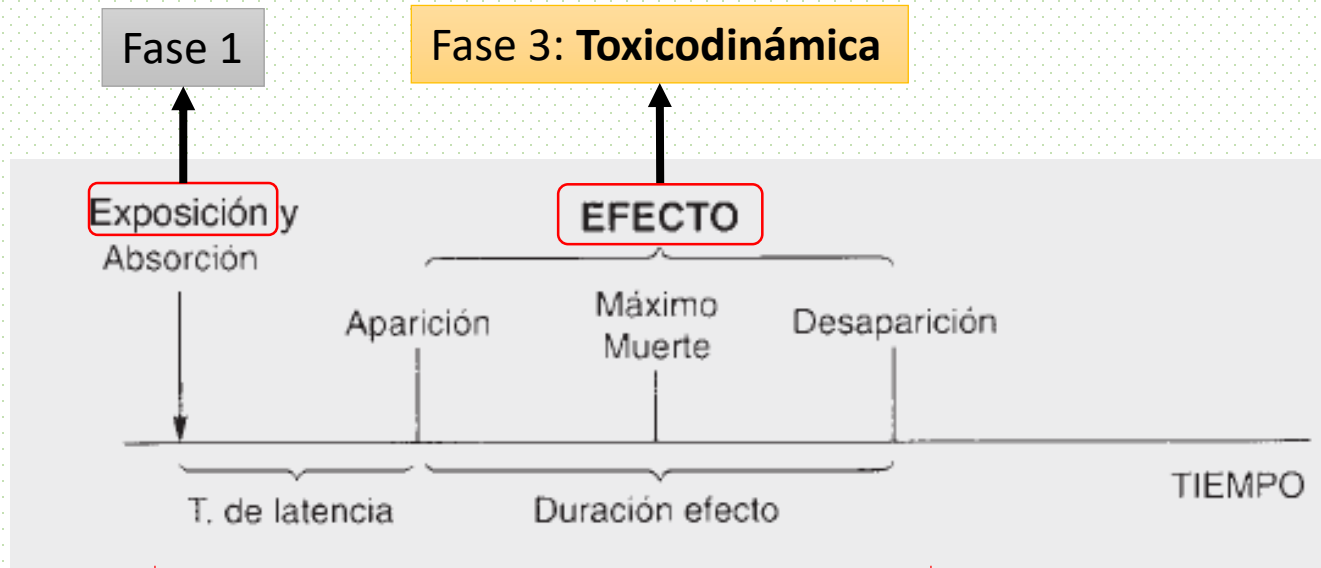 Fase 1
Fase 3: Toxicodinámica
Exposición y
Absorción
EFECTO
Aparición
Máximo
Muerte
Desaparición
T. de latencia
Duración efecto
TIEMPO